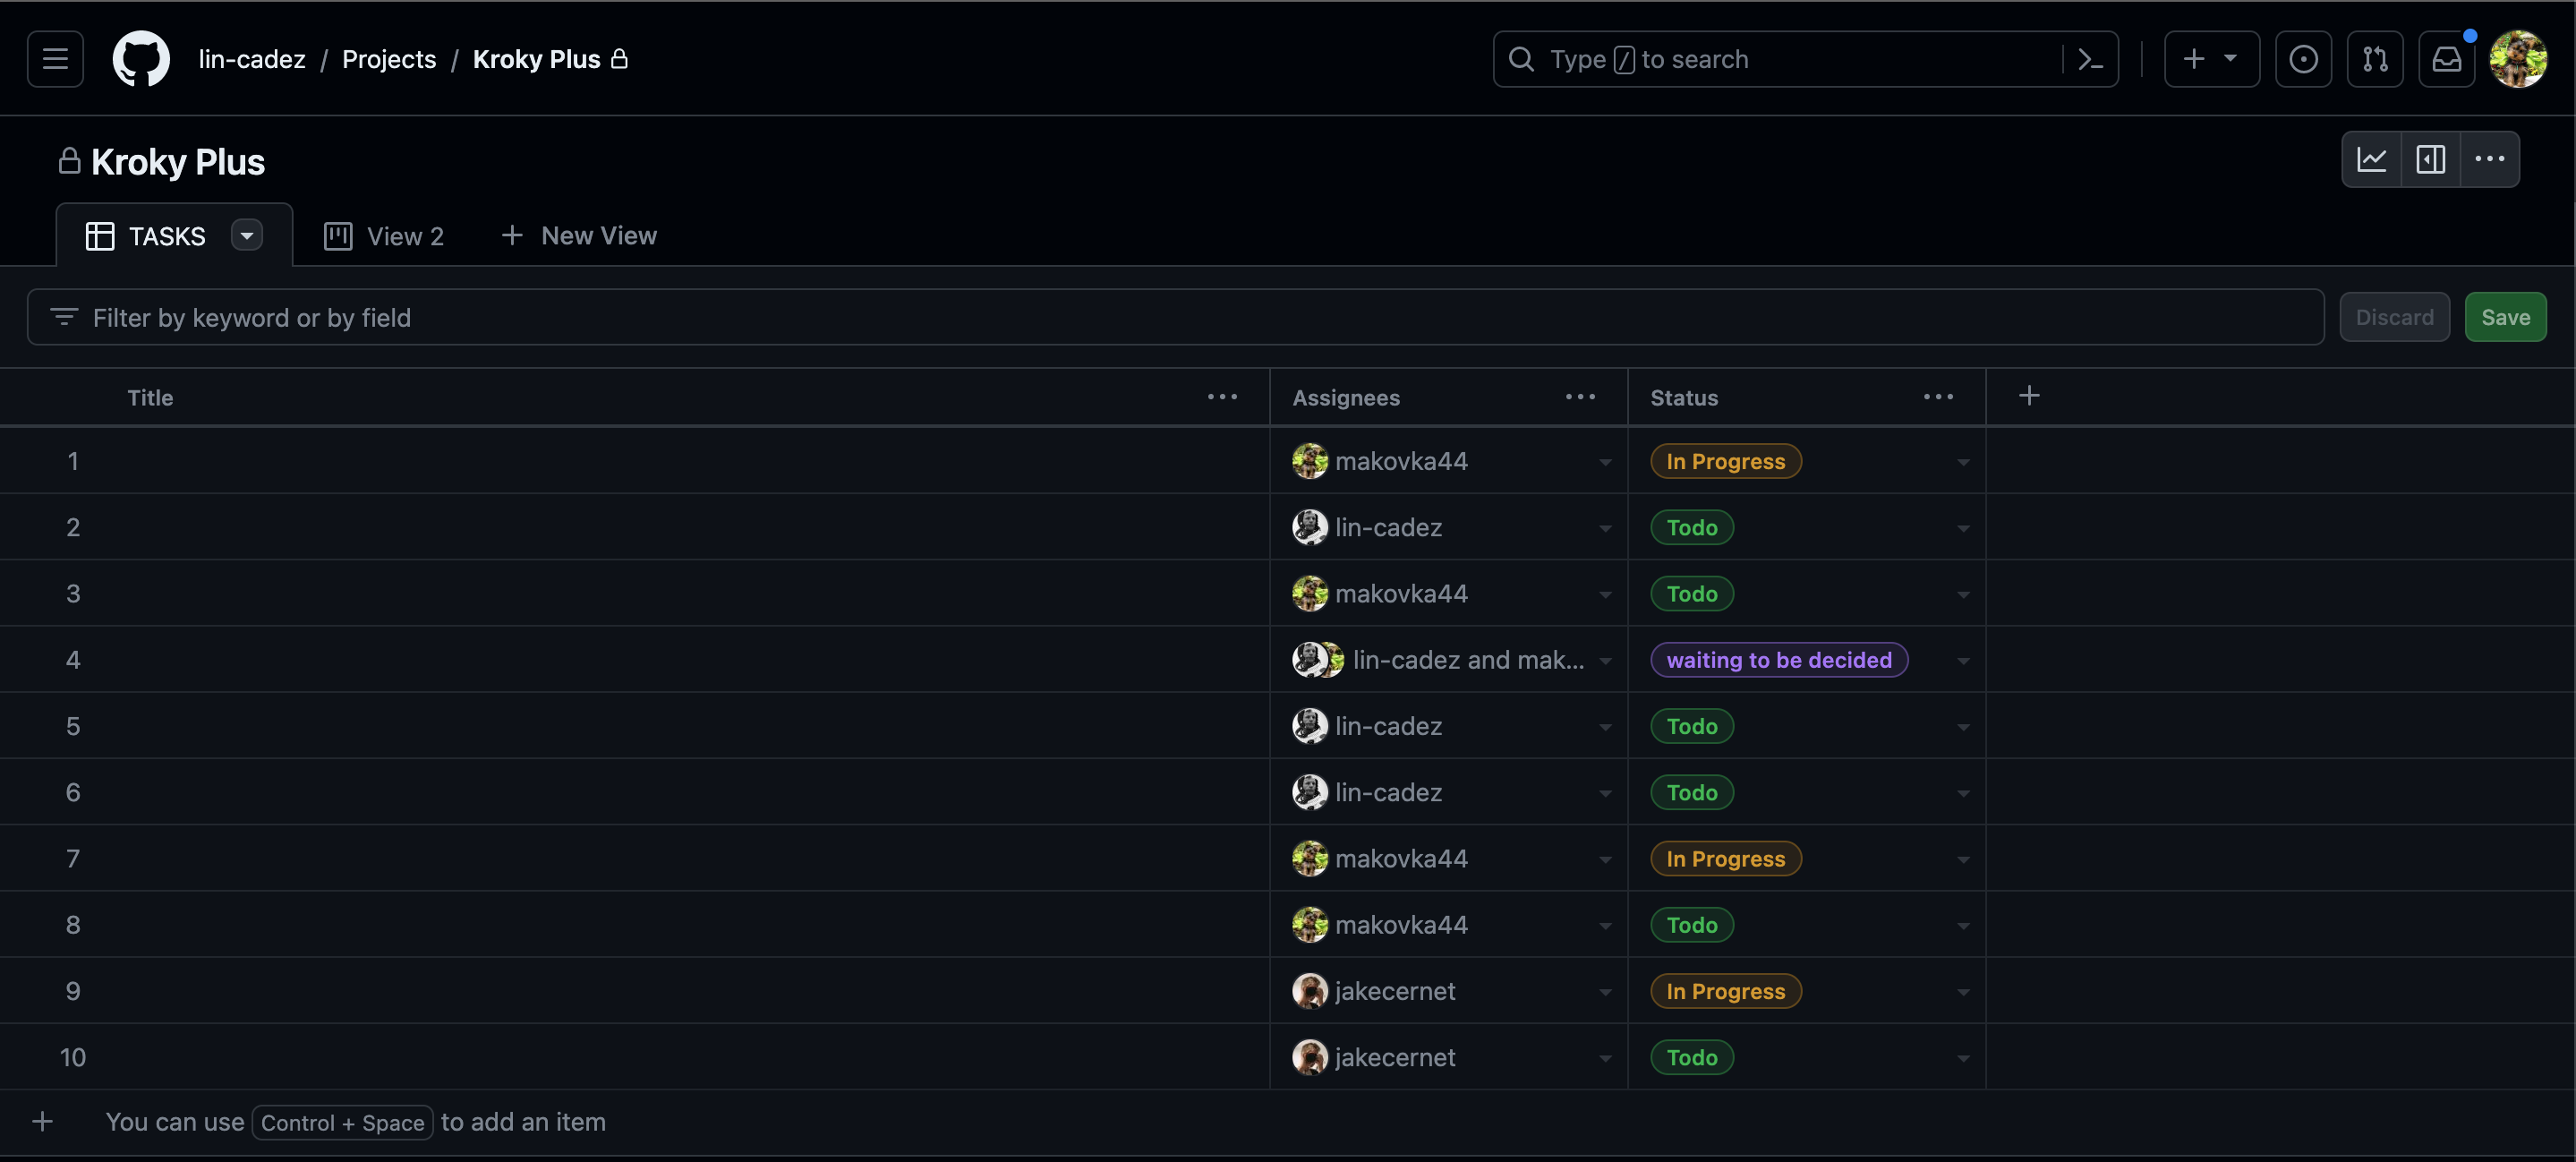 lin-cadez / Projects / Kroky Plus
Type / to search
Kroky Plus
TASKS
View 2
New View
Filter by keyword or by field
Discard
Save
Title
Assignees
Status
1 makovka44 In Progress
2 lin-cadez Todo
3 makovka44 Todo
4 lin-cadez and mak... waiting to be decided
5 lin-cadez Todo
6 lin-cadez Todo
7 makovka44 In Progress
8 makovka44 Todo
9 jakecernet In Progress
10 jakecernet Todo
You can use Control + Space to add an item